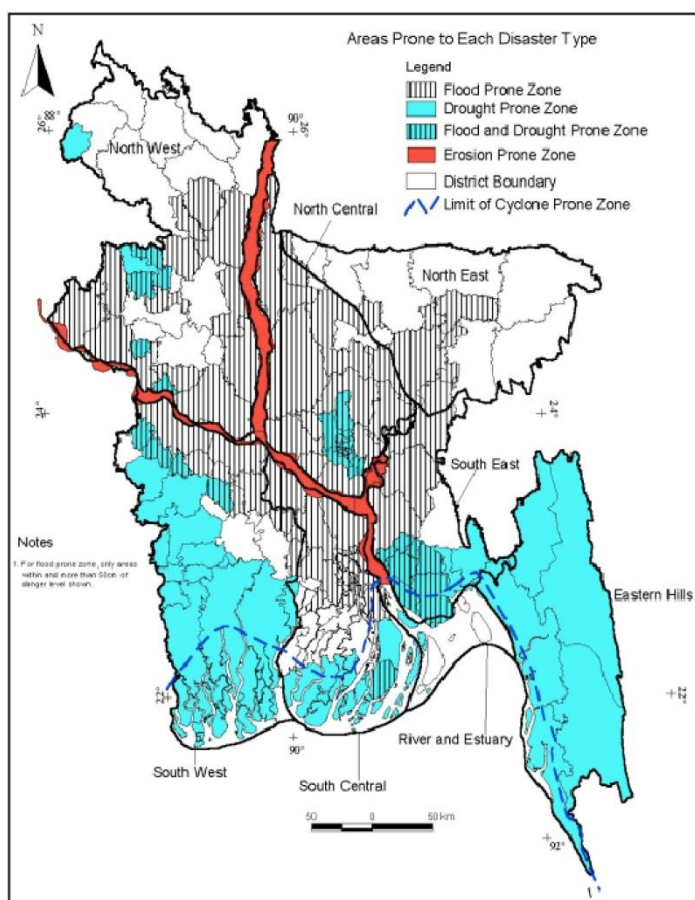 Areas Prone to Each Disaster Type
N
Legend
Flood Prone Zone
Drought Prone Zone
Flood and Drought Prone Zone
Erosion Prone Zone
District Boundary
Limit of Cyclone Prone Zone
26° 88°
90° 26°
North West
North Central
North East
24°
24°
South East
Notes
1. For flood prone zone, only areas
within and more than 50cm of
danger level shown.
Eastern Hills
22°
22°
90°
River and Estuary
South West
South Central
50 0 50 km
92°